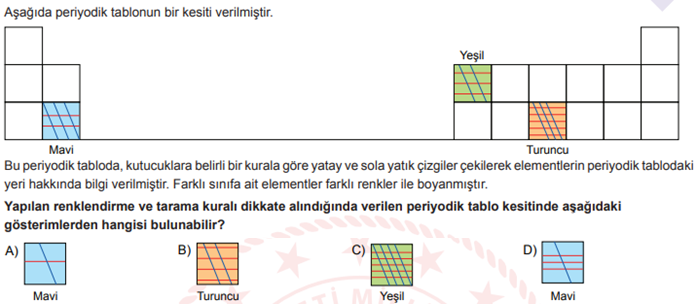 Aşağıda periyodik tablonun bir kesiti verilmiştir.
Yeşil
Mavi
Turuncu
Bu periyodik tabloda, kutucuklara belirli bir kurala göre yatay ve sola yatık çizgiler çekilerek elementlerin periyodik tablodaki
yeri hakkında bilgi verilmiştir. Farklı sınıfa ait elementler farklı renkler ile boyanmıştır.
Yapılan renklendirme ve tarama kuralı dikkate alındığında verilen periyodik tablo kesitinde aşağıdaki
gösterimlerden hangisi bulunabilir?
A)
B)
C)
D)
Mavi
Turuncu
Yeşil
Mavi